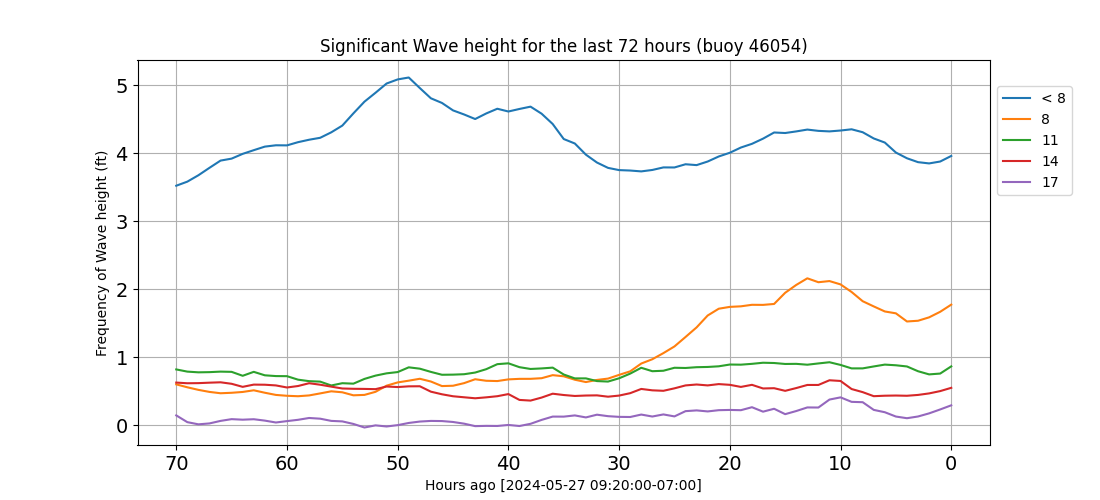 Significant Wave height for the last 72 hours (buoy 46054)
Frequency of Wave height (ft)
5
4
3
2
1
0
70 60 50 40 30 20 10 0
Hours ago [2024-05-27 09:20:00-07:00]
< 8
8
11
14
17